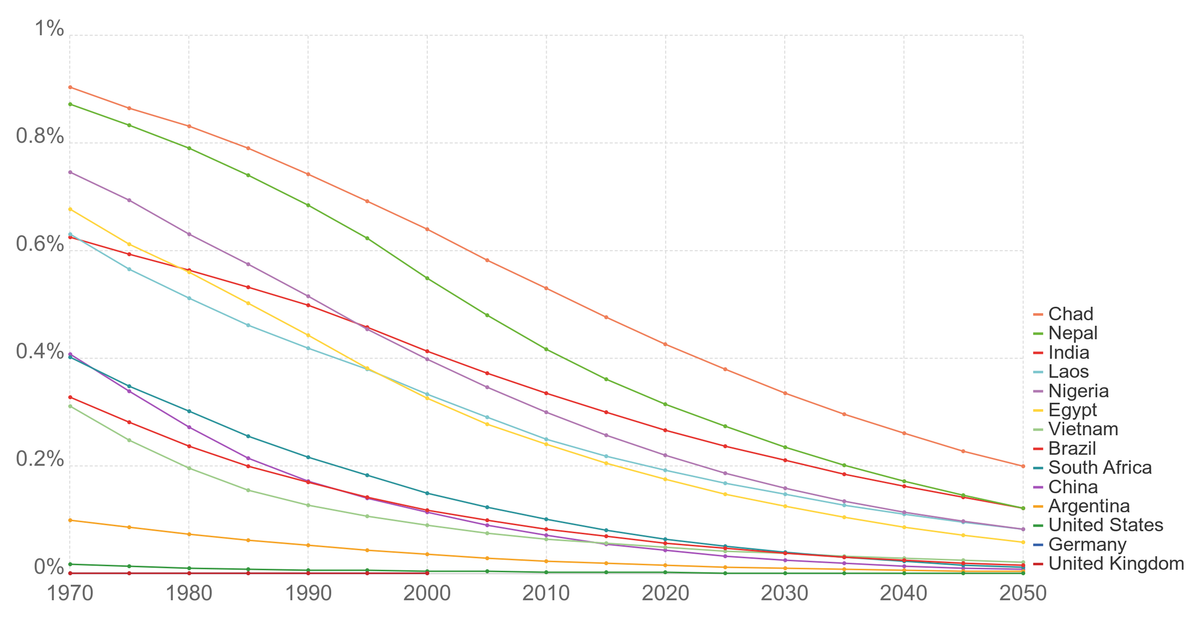 1%
0.8%
0.6%
0.4%
0.2%
0%
1970 1980 1990 2000 2010 2020 2030 2040 2050
Chad
Nepal
India
Laos
Nigeria
Egypt
Vietnam
Brazil
South Africa
China
Argentina
United States
Germany
United Kingdom